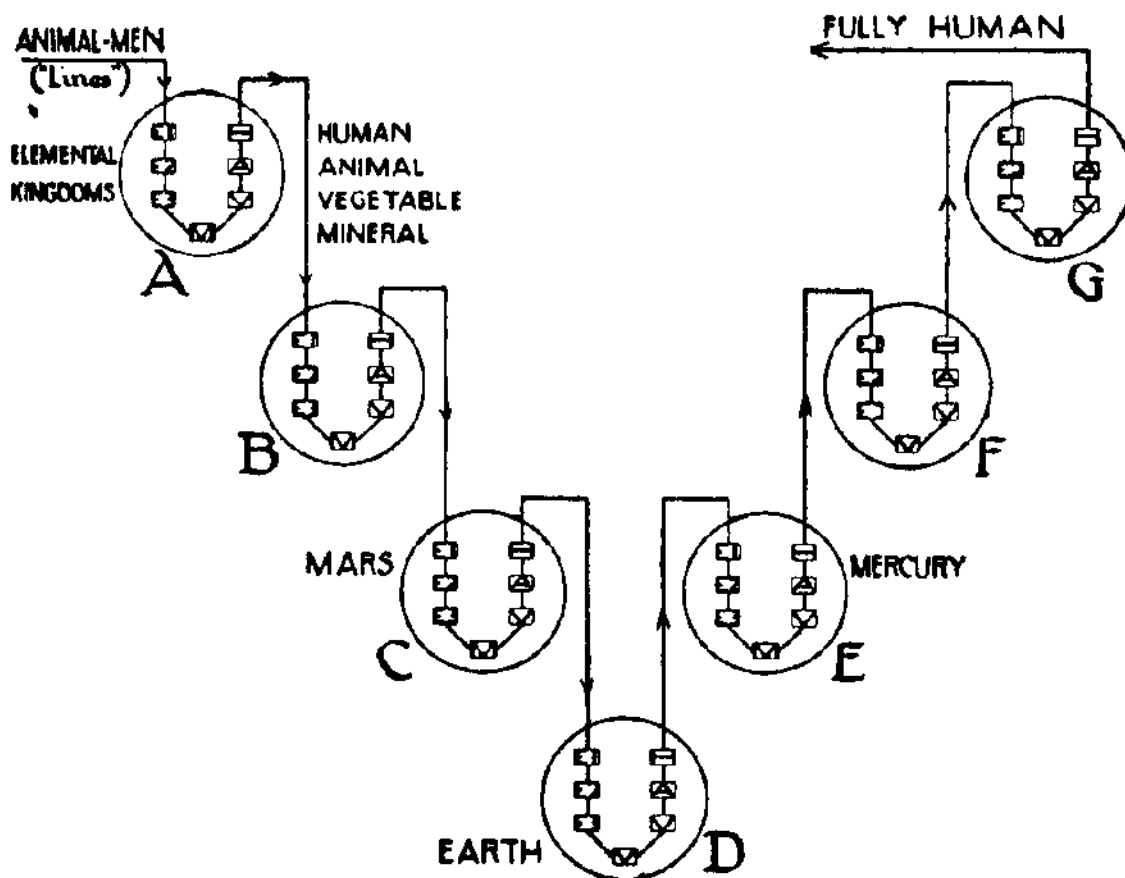 ANIMAL-MEN
("Lines")
ELEMENTAL
KINGDOMS
A
HUMAN
ANIMAL
VEGETABLE
MINERAL
B
MARS
C
EARTH
D
MERCURY
E
F
FULLY HUMAN
G